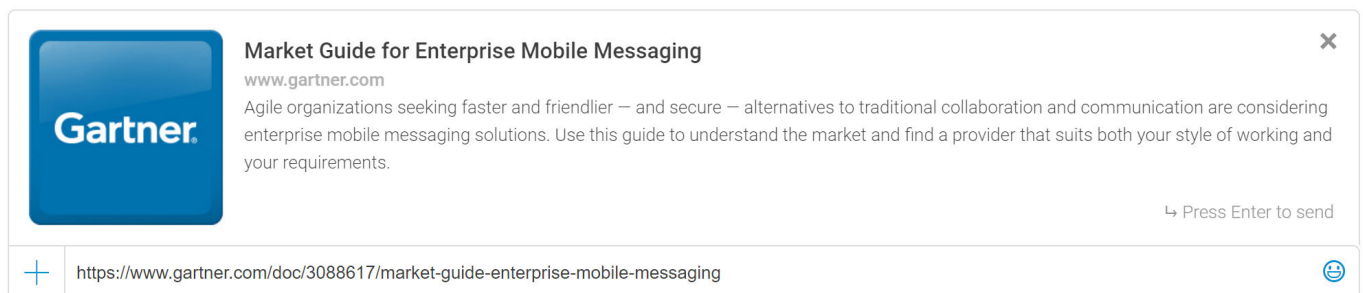 Gartner
Market Guide for Enterprise Mobile Messaging
www.gartner.com
Agile organizations seeking faster and friendlier — and secure — alternatives to traditional collaboration and communication are considering
enterprise mobile messaging solutions. Use this guide to understand the market and find a provider that suits both your style of working and
your requirements.
Press Enter to send
https://www.gartner.com/doc/3088617/market-guide-enterprise-mobile-messaging